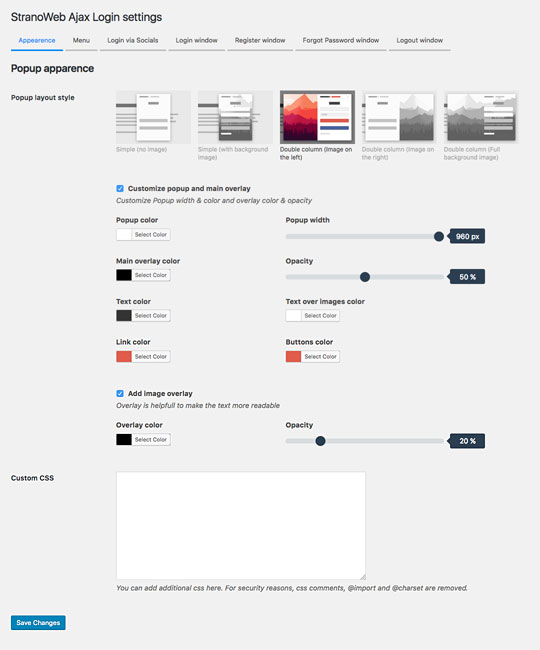 StranoWeb Ajax Login settings
Appearence Menu Login via Socials Login window Register window Forgot Password window Logout window
Popup apparence
Popup layout style
Simple (no image)
Simple (with background image)
Double column (Image on the left)
Double column (Image on the right)
Double column (Full background image)
Customize popup and main overlay
Customize Popup width & color and overlay color & opacity
Popup color Popup width
Select Color 960 px
Main overlay color Opacity
Select Color 50 %
Text color Text over images color
Select Color Select Color
Link color Buttons color
Select Color Select Color
Add image overlay
Overlay is helpfull to make the text more readable
Overlay color Opacity
Select Color 20 %
Custom CSS
You can add additional css here. For security reasons, css comments, @import and @charset are removed.
Save Changes